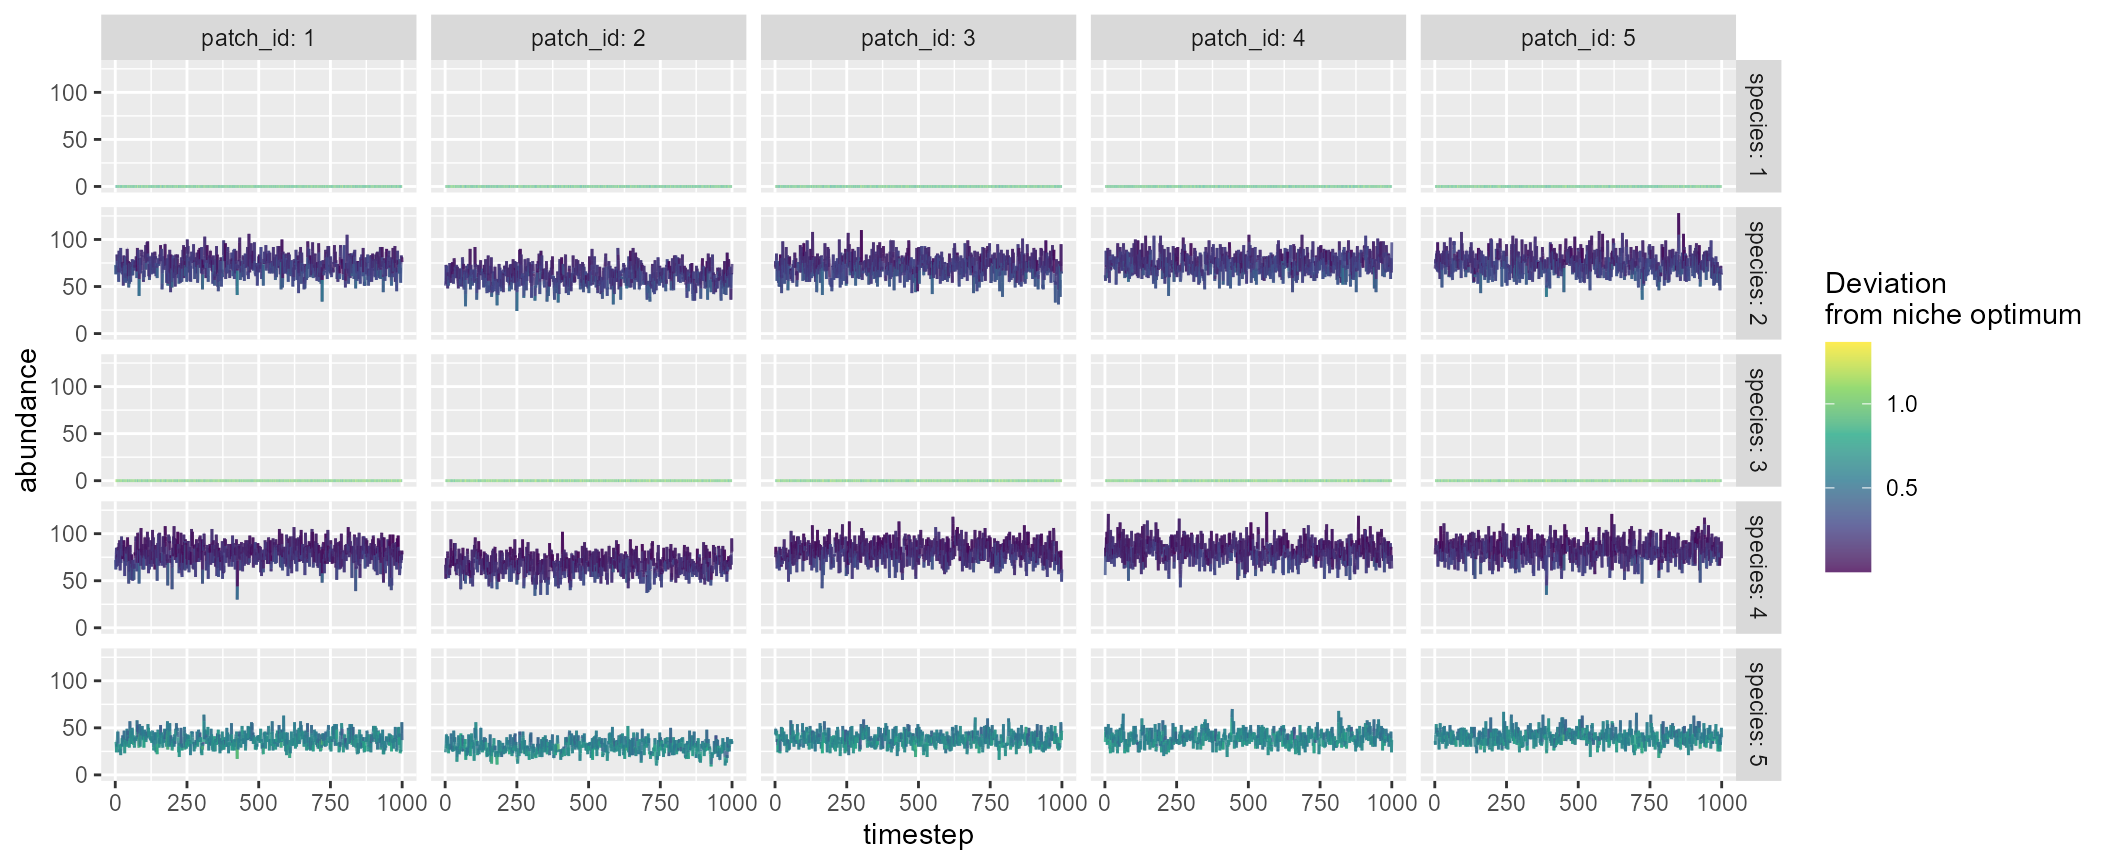 patch_id: 1 patch_id: 2 patch_id: 3 patch_id: 4 patch_id: 5
100
50
0
species: 1
100
50
0
species: 2
100
50
0
species: 3
100
50
0
species: 4
100
50
0
species: 5
0 250 500 750 1000 0 250 500 750 1000 0 250 500 750 1000 0 250 500 750 1000 0 250 500 750 1000
timestep
abundance
Deviation
from niche optimum
1.0
0.5